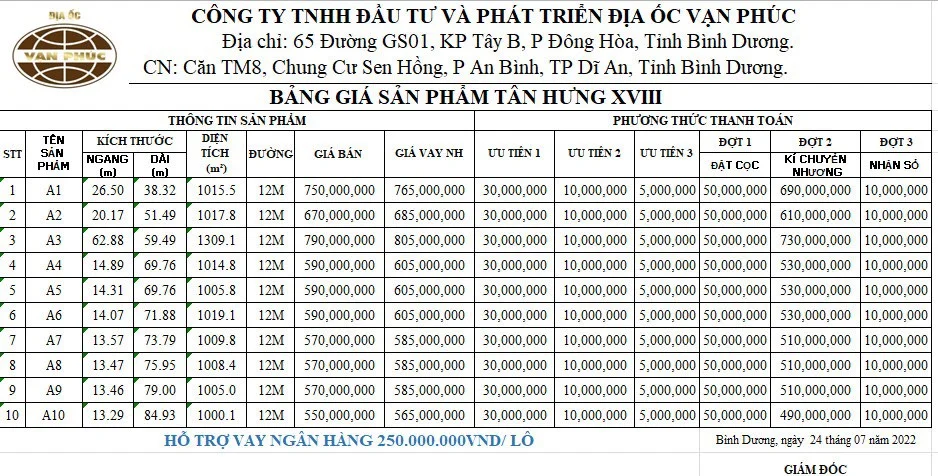 ĐỊA ỐC
VẠN PHÚC
CÔNG TY TNHH ĐẦU TƯ VÀ PHÁT TRIỂN ĐỊA ỐC VẠN PHÚC
Địa chỉ: 65 Đường GS01, KP Tây B, P Đông Hòa, Tỉnh Bình Dương.
CN: Căn TM8, Chung Cư Sen Hồng, P An Bình, TP Dĩ An, Tỉnh Bình Dương.
BẢNG GIÁ SẢN PHẨM TÂN HƯNG XVIII
THÔNG TIN SẢN PHẨM PHƯƠNG THỨC THANH TOÁN
STT TÊN SẢN PHẨM KÍCH THƯỚC NGANG (m) DÀI (m) DIỆN TÍCH (m²) ĐƯỜNG GIÁ BÁN GIÁ VAY NH ƯU TIÊN 1 ƯU TIÊN 2 ƯU TIÊN 3 ĐỢT 1 ĐẶT CỌC ĐỢT 2 KÍ CHUYỂN NHƯỢNG ĐỢT 3 NHẬN SỔ
1 A1 26.50 38.32 1015.5 12M 750,000,000 765,000,000 30,000,000 10,000,000 5,000,000 50,000,000 690,000,000 10,000,000
2 A2 20.17 51.49 1017.8 12M 670,000,000 685,000,000 30,000,000 10,000,000 5,000,000 50,000,000 610,000,000 10,000,000
3 A3 62.88 59.49 1309.1 12M 790,000,000 805,000,000 30,000,000 10,000,000 5,000,000 50,000,000 730,000,000 10,000,000
4 A4 14.89 69.76 1014.8 12M 590,000,000 605,000,000 30,000,000 10,000,000 5,000,000 50,000,000 530,000,000 10,000,000
5 A5 14.31 69.76 1005.8 12M 590,000,000 605,000,000 30,000,000 10,000,000 5,000,000 50,000,000 530,000,000 10,000,000
6 A6 14.07 71.88 1019.1 12M 590,000,000 605,000,000 30,000,000 10,000,000 5,000,000 50,000,000 530,000,000 10,000,000
7 A7 13.57 73.79 1009.8 12M 570,000,000 585,000,000 30,000,000 10,000,000 5,000,000 50,000,000 510,000,000 10,000,000
8 A8 13.47 75.95 1008.4 12M 570,000,000 585,000,000 30,000,000 10,000,000 5,000,000 50,000,000 510,000,000 10,000,000
9 A9 13.46 79.00 1005.0 12M 570,000,000 585,000,000 30,000,000 10,000,000 5,000,000 50,000,000 510,000,000 10,000,000
10 A10 13.29 84.93 1000.1 12M 550,000,000 565,000,000 30,000,000 10,000,000 5,000,000 50,000,000 490,000,000 10,000,000
HỖ TRỢ VAY NGÂN HÀNG 250.000.000VND/ LÔ Bình Dương, ngày 24 tháng 07 năm 2022
GIÁM ĐỐC